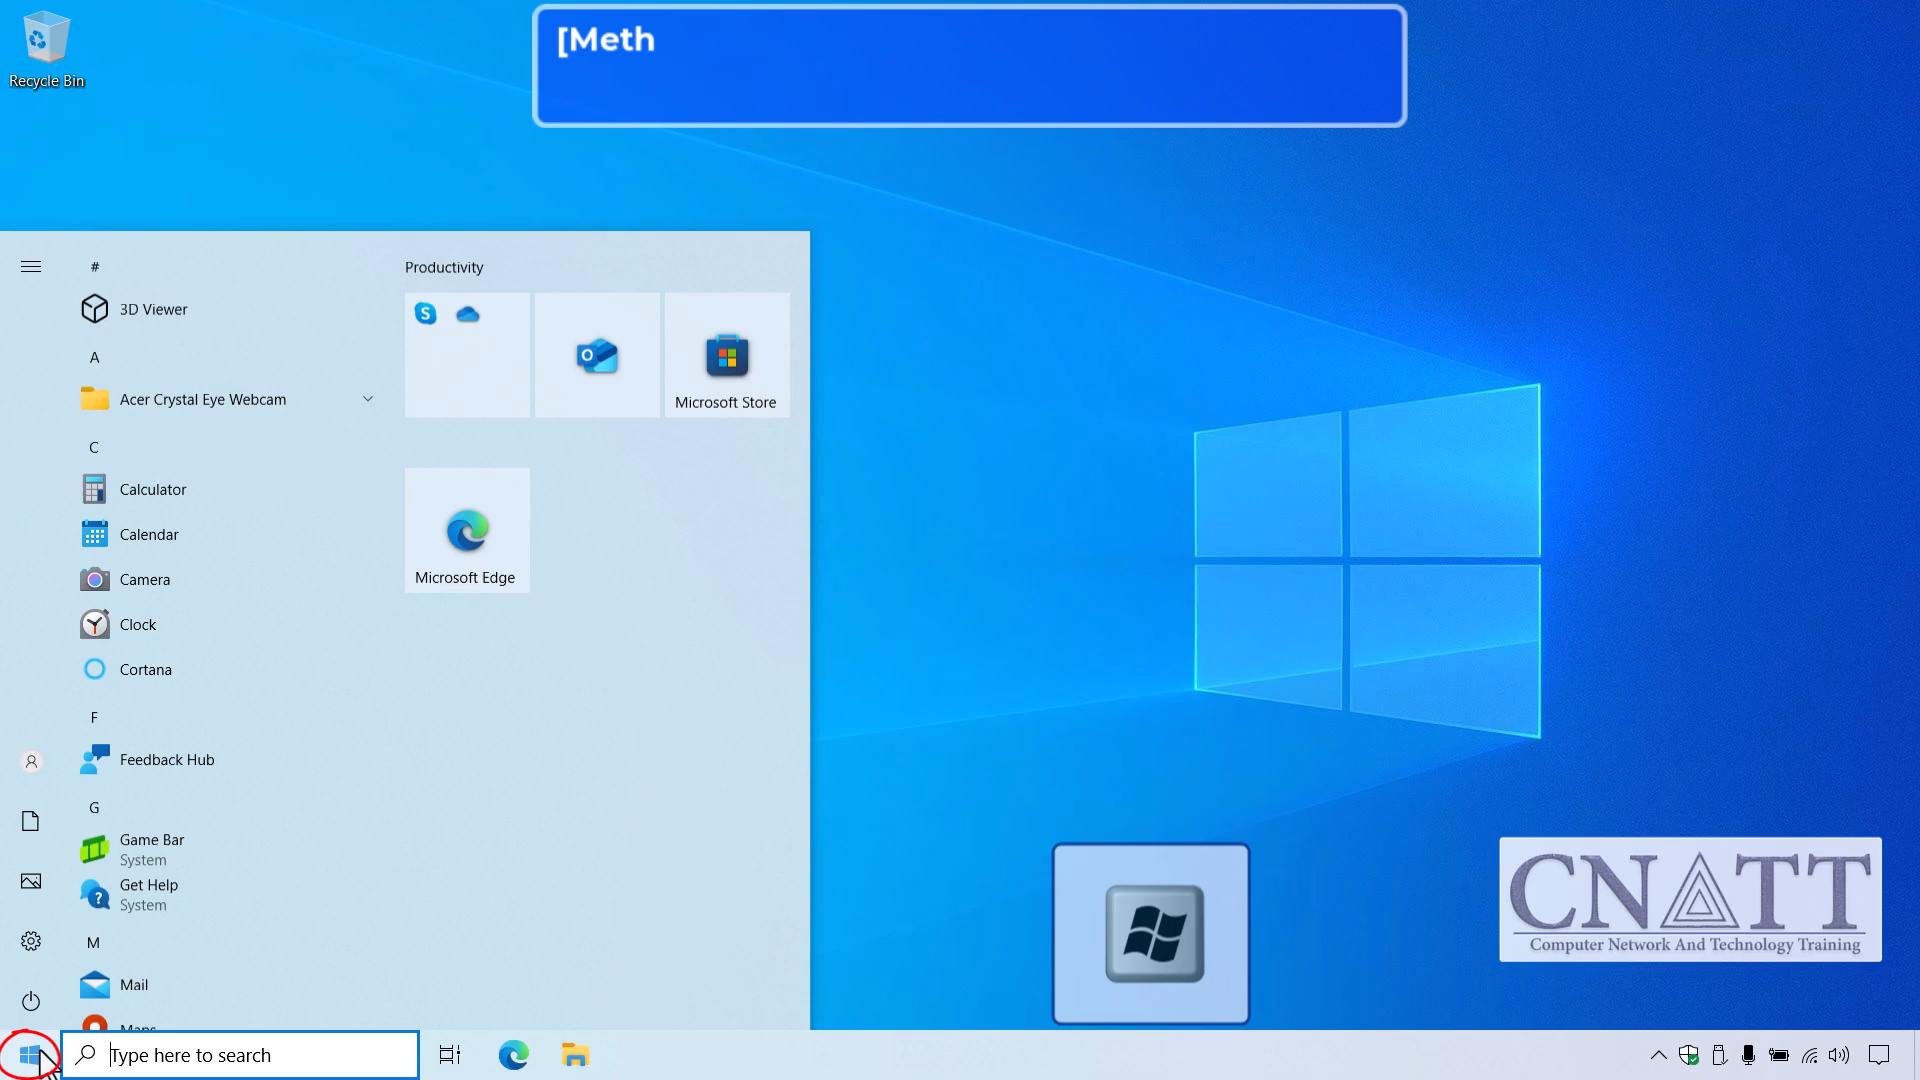 [Meth
Recycle Bin
#
3D Viewer
A
Acer Crystal Eye Webcam
C
Calculator
Calendar
Camera
Clock
Cortana
F
Feedback Hub
G
Game Bar
System
Get Help
System
M
Mail
Maps
Productivity
Microsoft Store
Microsoft Edge
CNATT
Computer Network And Technology Training
Type here to search